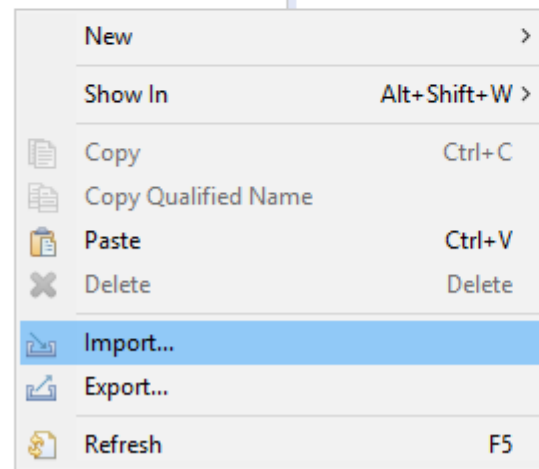 New >
Show In Alt+Shift+W >
Copy Ctrl+C
Copy Qualified Name
Paste Ctrl+V
Delete Delete
Import...
Export...
Refresh F5